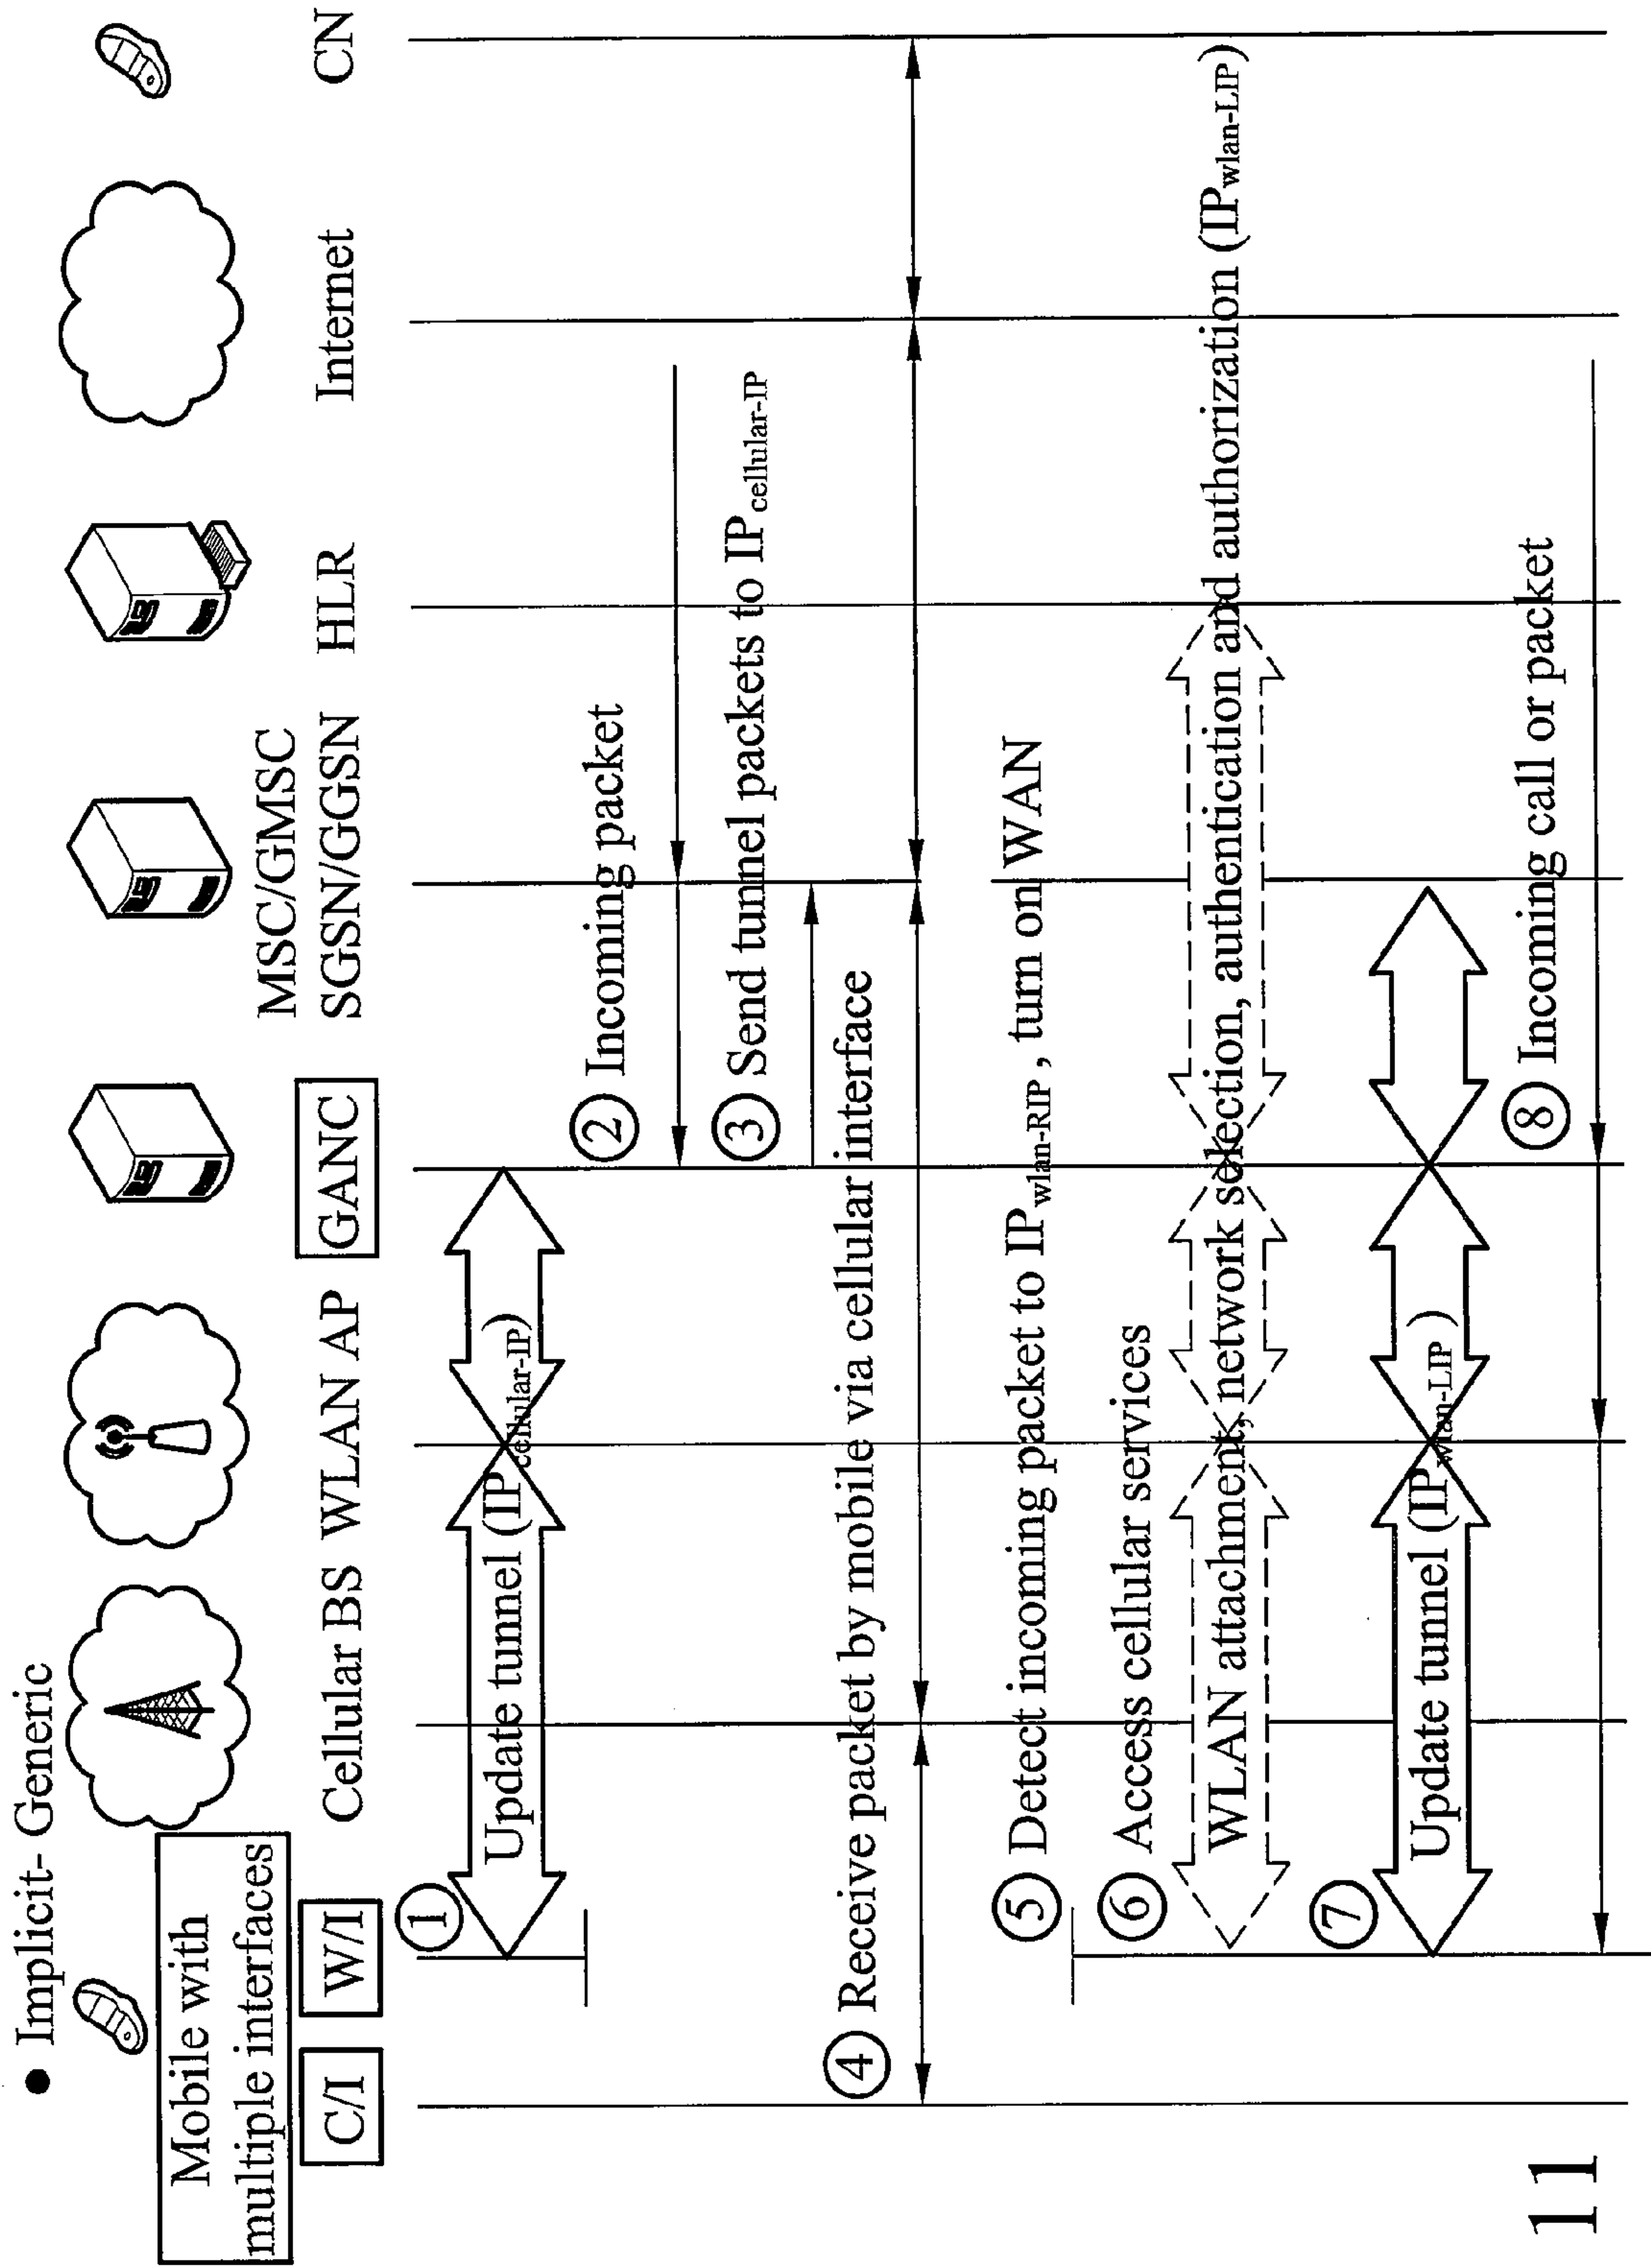 ● Implicit- Generic
Mobile with
multiple interfaces
C/I
W/I
Cellular BS
WLAN AP
GANC
MSC/GMSC
SGSN/GGSN
HLR
Internet
CN
1
Update tunnel (IPcellular-IP)
2 Incoming packet
3 Send tunnel packets to IPcellular-IP
4 Receive packet by mobile via cellular interface
5 Detect incoming packet to IPwlan-RIP, turn on WAN
6 Access cellular services
WLAN attachment, network selection, authentication and authorization (IPwlan-LIP)
7
Update tunnel (IPwlan-LIP)
8 Incoming call or packet
11